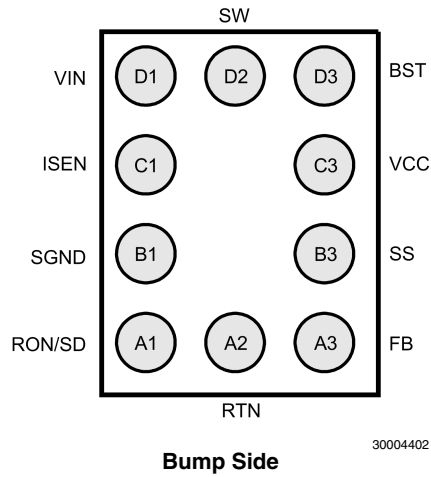 SW
VIN D1 D2 D3 BST
ISEN C1 C3 VCC
SGND B1 B3 SS
RON/SD A1 A2 A3 FB
RTN
30004402
Bump Side